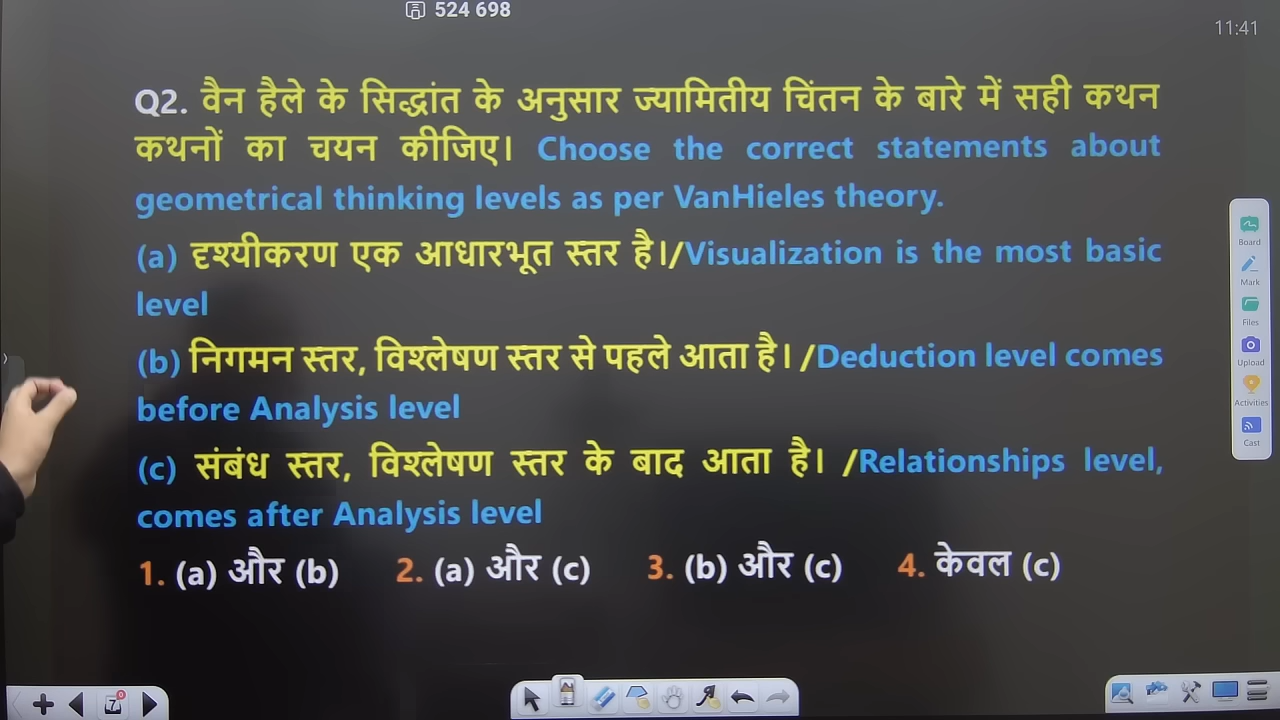 524 698
11:41
Q2. वैन हैले के सिद्धांत के अनुसार ज्यामितीय चिंतन के बारे में सही कथन
कथनों का चयन कीजिए। Choose the correct statements about
geometrical thinking levels as per VanHieles theory.
(a) दृश्यीकरण एक आधारभूत स्तर है।/Visualization is the most basic
level
(b) निगमन स्तर, विश्लेषण स्तर से पहले आता है। /Deduction level comes
before Analysis level
(c) संबंध स्तर, विश्लेषण स्तर के बाद आता है। /Relationships level,
comes after Analysis level
1. (a) और (b) 2. (a) और (c) 3. (b) और (c) 4. केवल (c)
Board
Mark
Files
Upload
Activities
Cast
7
0